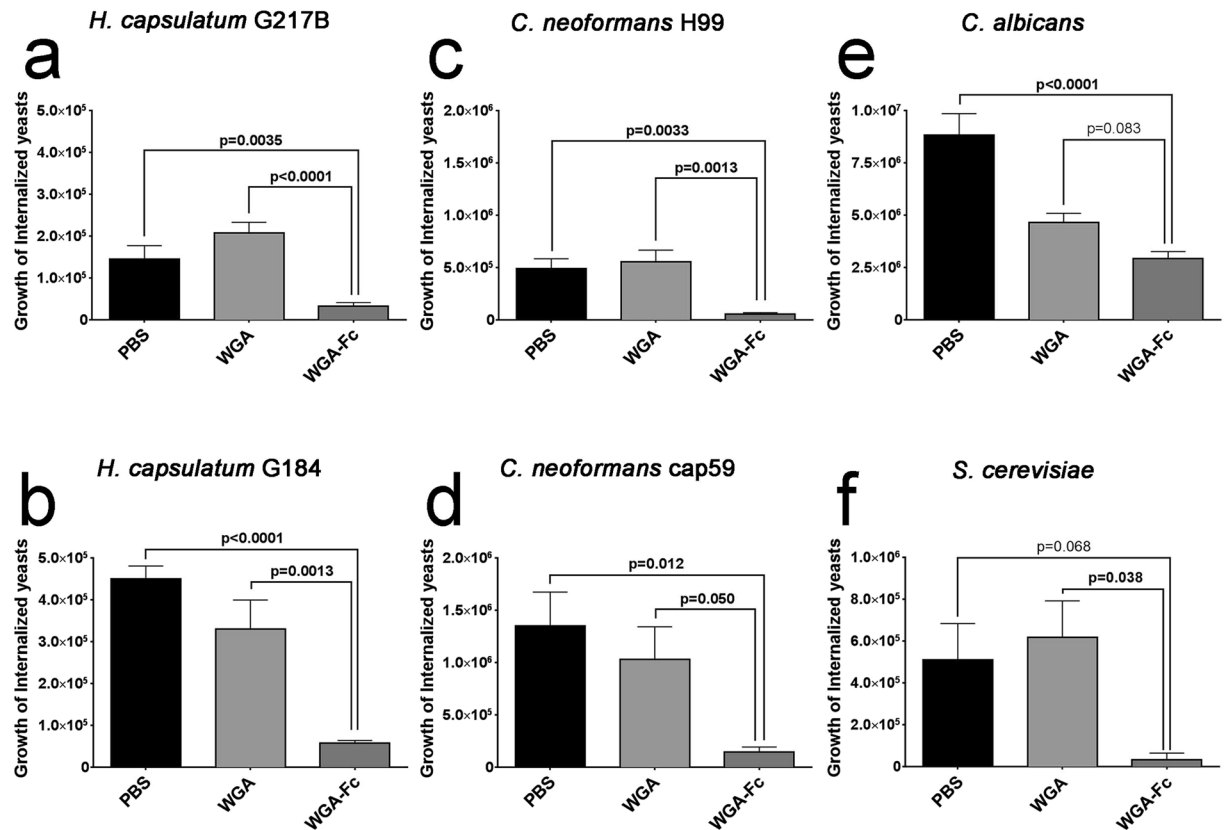 H. capsulatum G217B
a
Growth of Internalized yeasts
5.0×10⁵
4.0×10⁵
3.0×10⁵
2.0×10⁵
1.0×10⁵
0
p=0.0035
p<0.0001
PBS
WGA
WGA-Fc
C. neoformans H99
c
Growth of Internalized yeasts
2.0×10⁶
1.5×10⁶
1.0×10⁶
5.0×10⁵
0
p=0.0033
p=0.0013
PBS
WGA
WGA-Fc
C. albicans
e
Growth of Internalized yeasts
1.0×10⁷
7.5×10⁶
5.0×10⁶
2.5×10⁶
0
p<0.0001
p=0.083
PBS
WGA
WGA-Fc
H. capsulatum G184
b
Growth of Internalized yeasts
5.0×10⁵
4.0×10⁵
3.0×10⁵
2.0×10⁵
1.0×10⁵
0
p<0.0001
p=0.0013
PBS
WGA
WGA-Fc
C. neoformans cap59
d
Growth of Internalized yeasts
2.0×10⁶
1.5×10⁶
1.0×10⁶
5.0×10⁵
0
p=0.012
p=0.050
PBS
WGA
WGA-Fc
S. cerevisiae
f
Growth of Internalized yeasts
1.0×10⁶
8.0×10⁵
6.0×10⁵
4.0×10⁵
2.0×10⁵
0
p=0.068
p=0.038
PBS
WGA
WGA-Fc